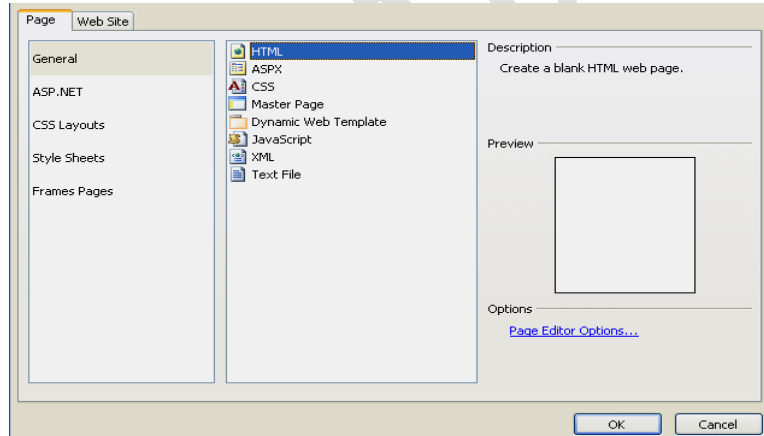 Page
Web Site
General
ASP.NET
CSS Layouts
Style Sheets
Frames Pages
HTML
ASPX
CSS
Master Page
Dynamic Web Template
JavaScript
XML
Text File
Description
Create a blank HTML web page.
Preview
Options
Page Editor Options...
OK
Cancel